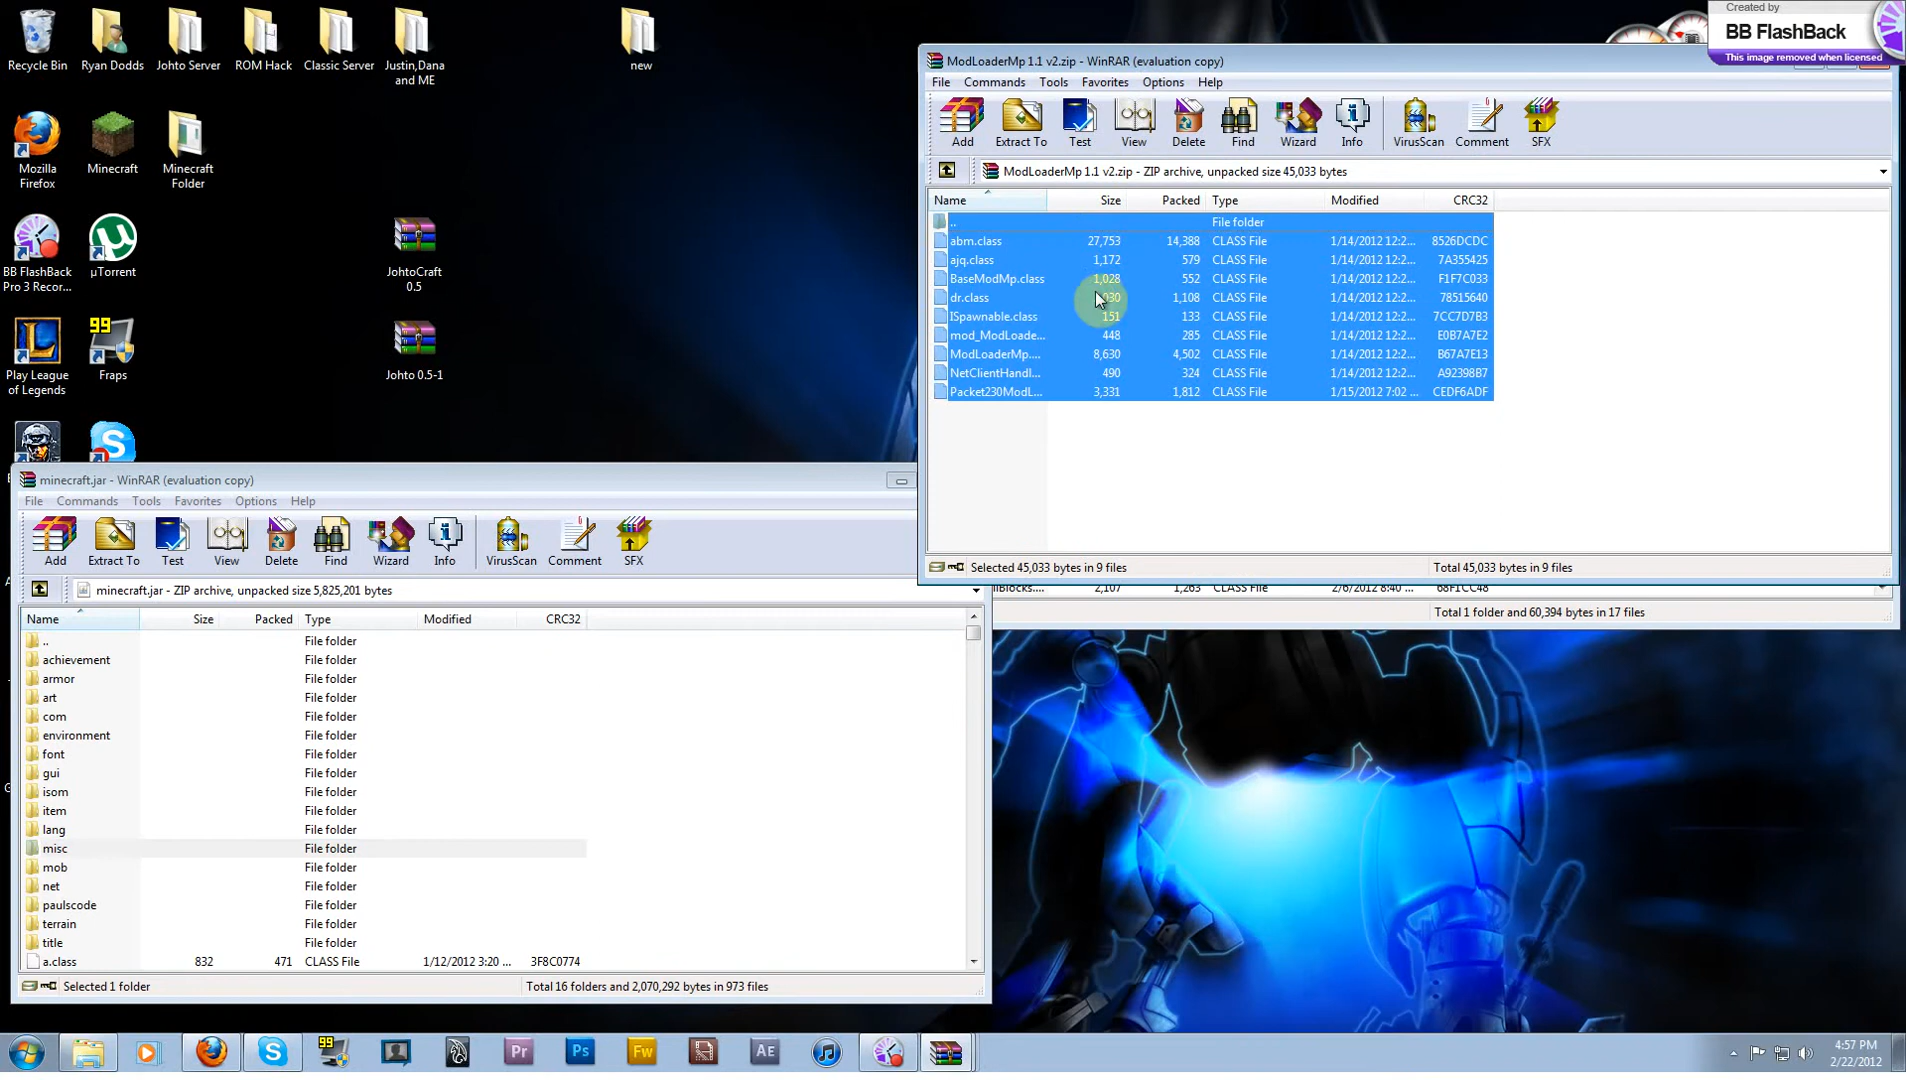 Recycle Bin
Ryan Dodds
Johto Server
ROM Hack
Classic Server
Justin,Dana
and ME
new
Mozilla
Firefox
Minecraft
Minecraft
Folder
BB FlashBack
Pro 3 Recor...
µTorrent
JohtoCraft
0.5
99
Play League
of Legends
Fraps
Johto 0.5-1
Created by
BB FlashBack
This image removed when licensed
ModLoaderMp 1.1 v2.zip - WinRAR (evaluation copy)
File Commands Tools Favorites Options Help
Add Extract To Test View Delete Find Wizard Info VirusScan Comment SFX
ModLoaderMp 1.1 v2.zip - ZIP archive, unpacked size 45,033 bytes
Name Size Packed Type Modified CRC32
.. File folder
abm.class 27,753 14,388 CLASS File 1/14/2012 12:2... 8526DCDC
ajq.class 1,172 579 CLASS File 1/14/2012 12:2... 7A355425
BaseModMp.class 1,028 552 CLASS File 1/14/2012 12:2... F1F7C033
dr.class 1,108 CLASS File 1/14/2012 12:2... 78515640
ISpawnable.class 151 133 CLASS File 1/14/2012 12:2... 7CC7D7B3
mod_ModLoade... 448 285 CLASS File 1/14/2012 12:2... E0B7A7E2
ModLoaderMp.... 8,630 4,502 CLASS File 1/14/2012 12:2... B67A7E13
NetClientHandl... 490 324 CLASS File 1/14/2012 12:2... A92398B7
Packet230ModL... 3,331 1,812 CLASS File 1/15/2012 7:02 ... CEDF6ADF
Selected 45,033 bytes in 9 files Total 45,033 bytes in 9 files
2,107 1,263 CLASS File 2/6/2012 8:40 ... 68F1CC48
Total 1 folder and 60,394 bytes in 17 files
minecraft.jar - WinRAR (evaluation copy)
File Commands Tools Favorites Options Help
Add Extract To Test View Delete Find Wizard Info VirusScan Comment SFX
minecraft.jar - ZIP archive, unpacked size 5,825,201 bytes
Name Size Packed Type Modified CRC32
.. File folder
achievement File folder
armor File folder
art File folder
com File folder
environment File folder
font File folder
gui File folder
isom File folder
item File folder
lang File folder
misc File folder
mob File folder
net File folder
paulscode File folder
terrain File folder
title File folder
a.class 832 471 CLASS File 1/12/2012 3:20 ... 3F8C0774
Selected 1 folder Total 16 folders and 2,070,292 bytes in 973 files
99 Pr Ps Fw AE
4:57 PM
2/22/2012